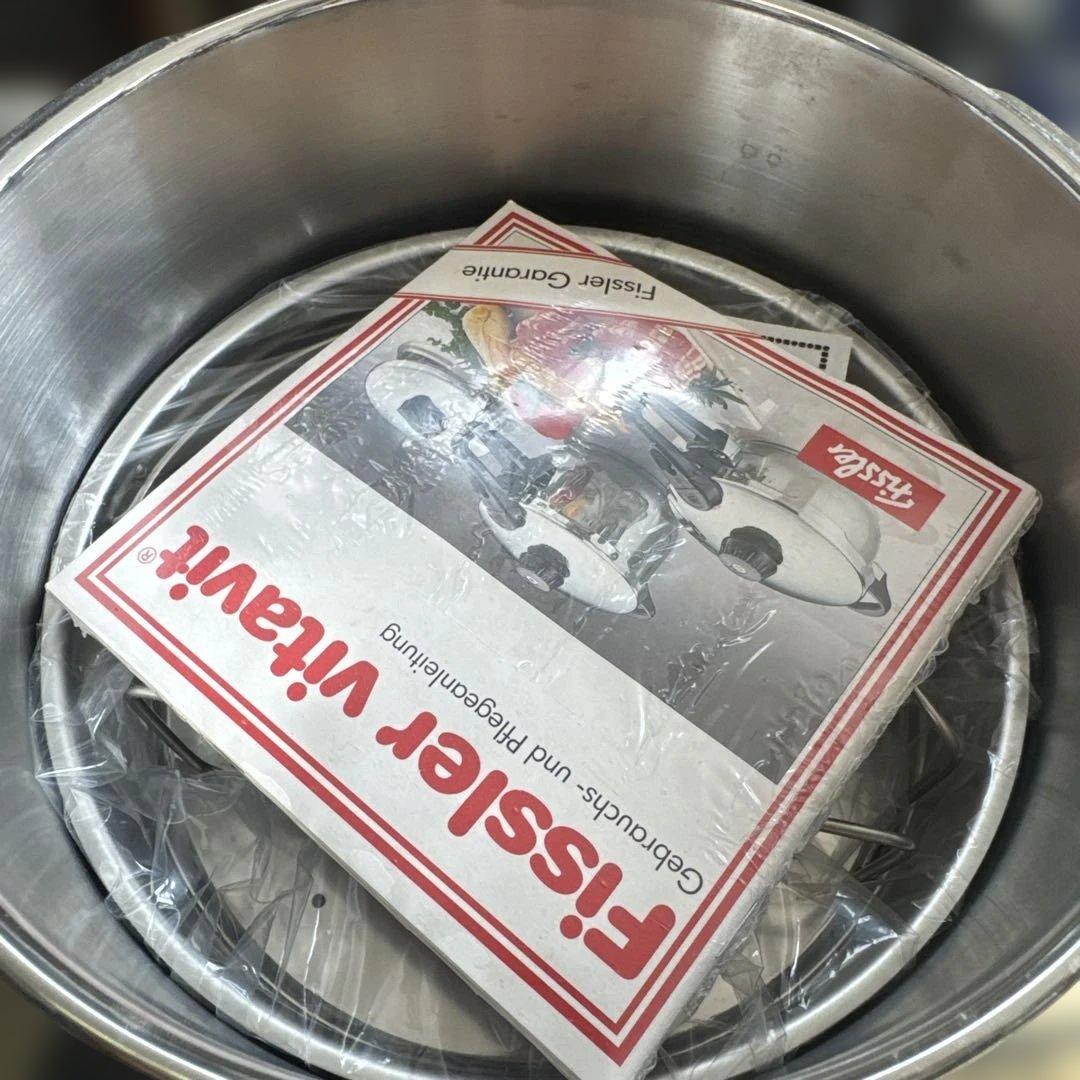 Fissler vitavit®
Gebrauchs- und Pflegeanleitung
fissler
Fissler Garantie